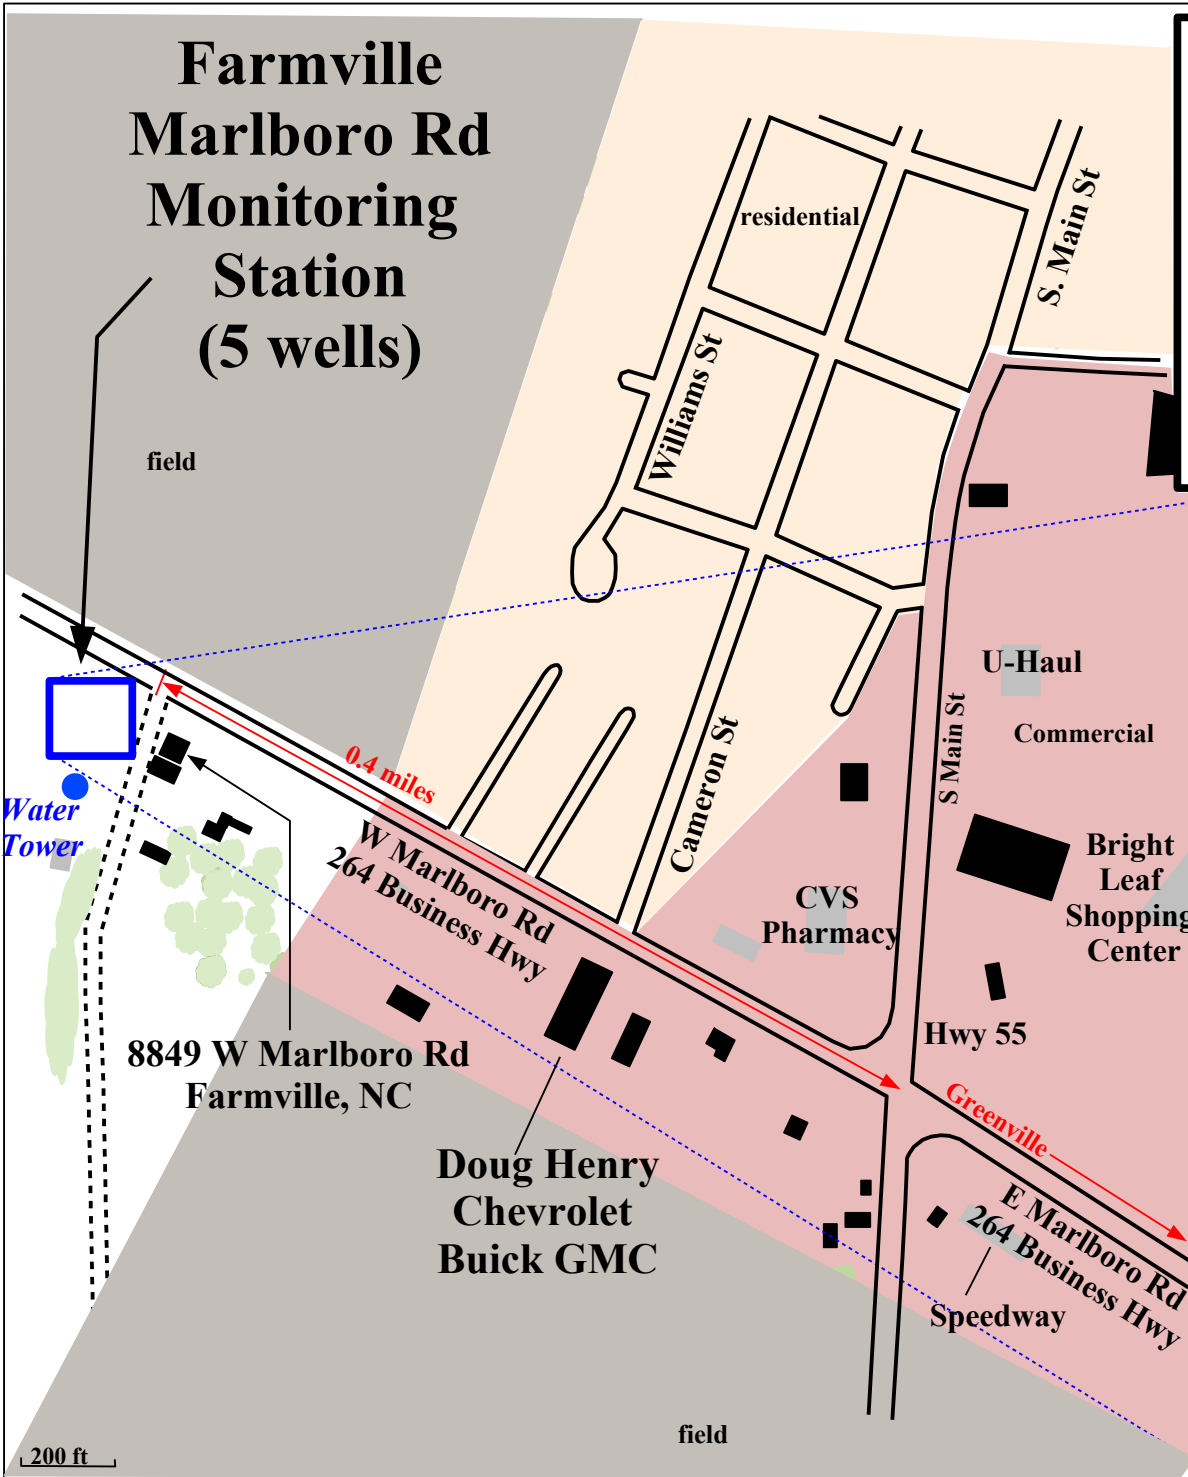 Farmville
Marlboro Rd
Monitoring
Station
(5 wells)
residential
S. Main St
Williams St
field
U-Haul
S Main St
Commercial
0.4 miles
Water
Tower
Cameron St
W Marlboro Rd
264 Business Hwy
CVS
Pharmacy
Bright
Leaf
Shopping
Center
Hwy 55
8849 W Marlboro Rd
Farmville, NC
Greenville
Doug Henry
Chevrolet
Buick GMC
E Marlboro Rd
264 Business Hwy
Speedway
field
200 ft